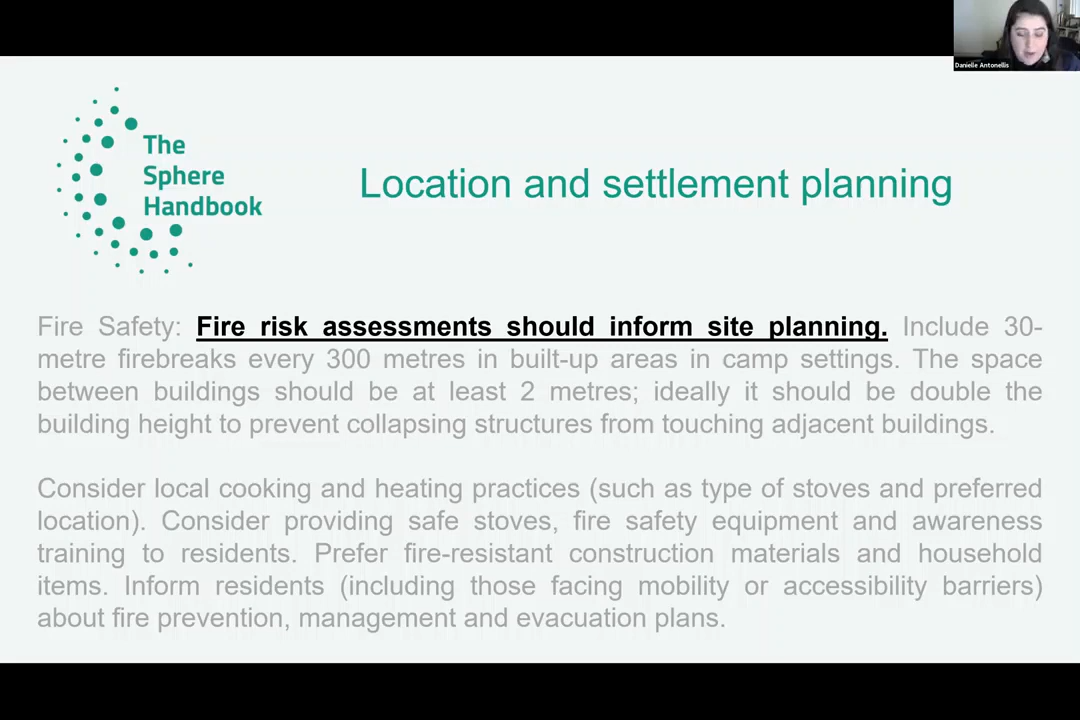 Danielle Antonellis
The
Sphere
Handbook
Location and settlement planning
Fire Safety: Fire risk assessments should inform site planning. Include 30-
metre firebreaks every 300 metres in built-up areas in camp settings. The space
between buildings should be at least 2 metres; ideally it should be double the
building height to prevent collapsing structures from touching adjacent buildings.
Consider local cooking and heating practices (such as type of stoves and preferred
location). Consider providing safe stoves, fire safety equipment and awareness
training to residents. Prefer fire-resistant construction materials and household
items. Inform residents (including those facing mobility or accessibility barriers)
about fire prevention, management and evacuation plans.